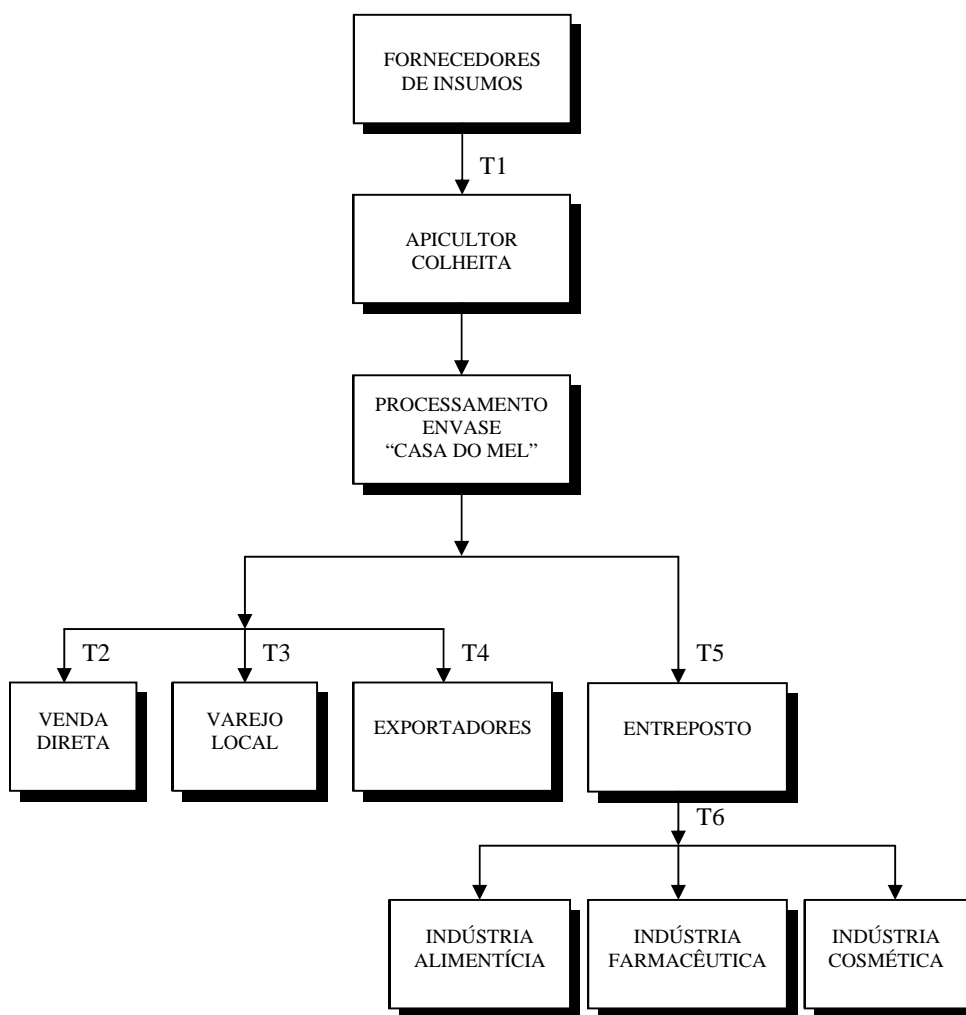 FORNECEDORES
DE INSUMOS
T1
APICULTOR
COLHEITA
PROCESSAMENTO
ENVASE
“CASA DO MEL”
T2
T3
T4
T5
VENDA
DIRETA
VAREJO
LOCAL
EXPORTADORES
ENTREPOSTO
T6
INDÚSTRIA
ALIMENTÍCIA
INDÚSTRIA
FARMACÊUTICA
INDÚSTRIA
COSMÉTICA